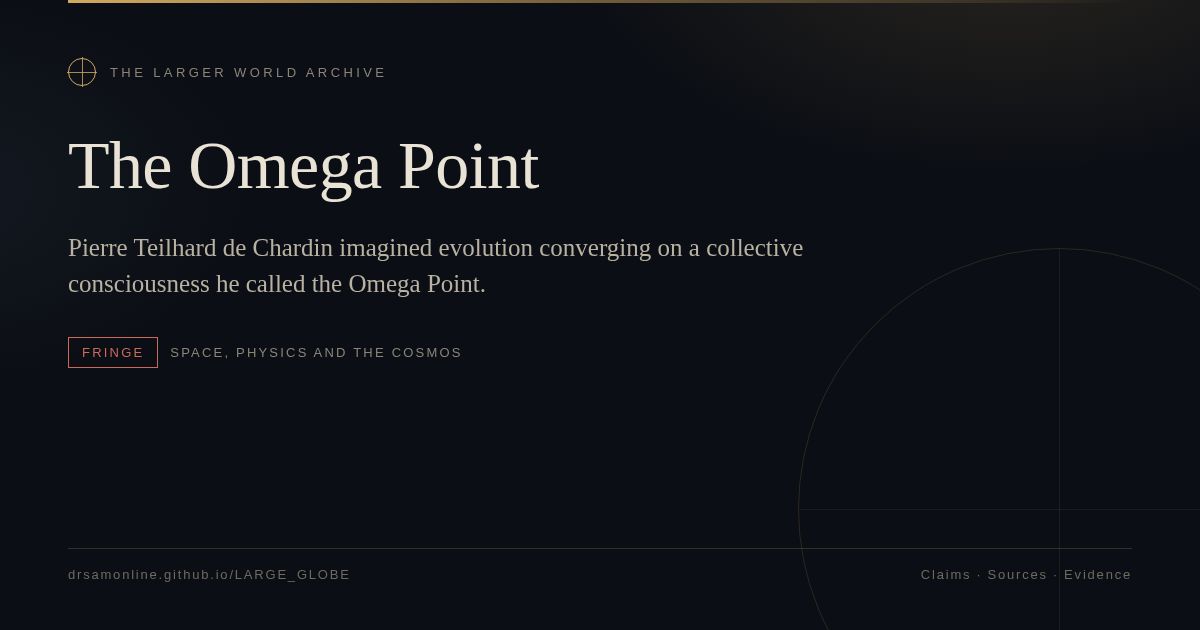 THE LARGER WORLD ARCHIVE
The Omega Point
Pierre Teilhard de Chardin imagined evolution converging on a collective
consciousness he called the Omega Point.
FRINGE SPACE, PHYSICS AND THE COSMOS
drsamonline.github.io/LARGE_GLOBE
Claims · Sources · Evidence